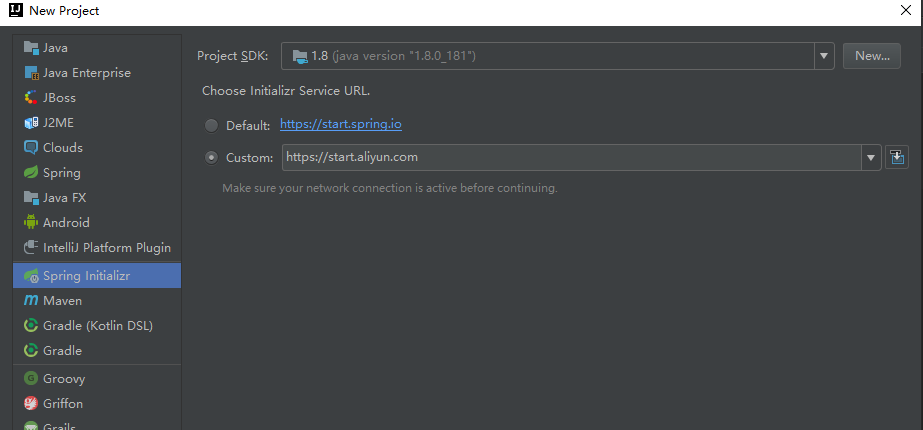 New Project
Java
Java Enterprise
JBoss
J2ME
Clouds
Spring
Java FX
Android
IntelliJ Platform Plugin
Spring Initializr
Maven
Gradle (Kotlin DSL)
Gradle
Groovy
Griffon
Grails
Project SDK: 1.8 (java version "1.8.0_181") New...
Choose Initializr Service URL.
Default: https://start.spring.io
Custom: https://start.aliyun.com
Make sure your network connection is active before continuing.